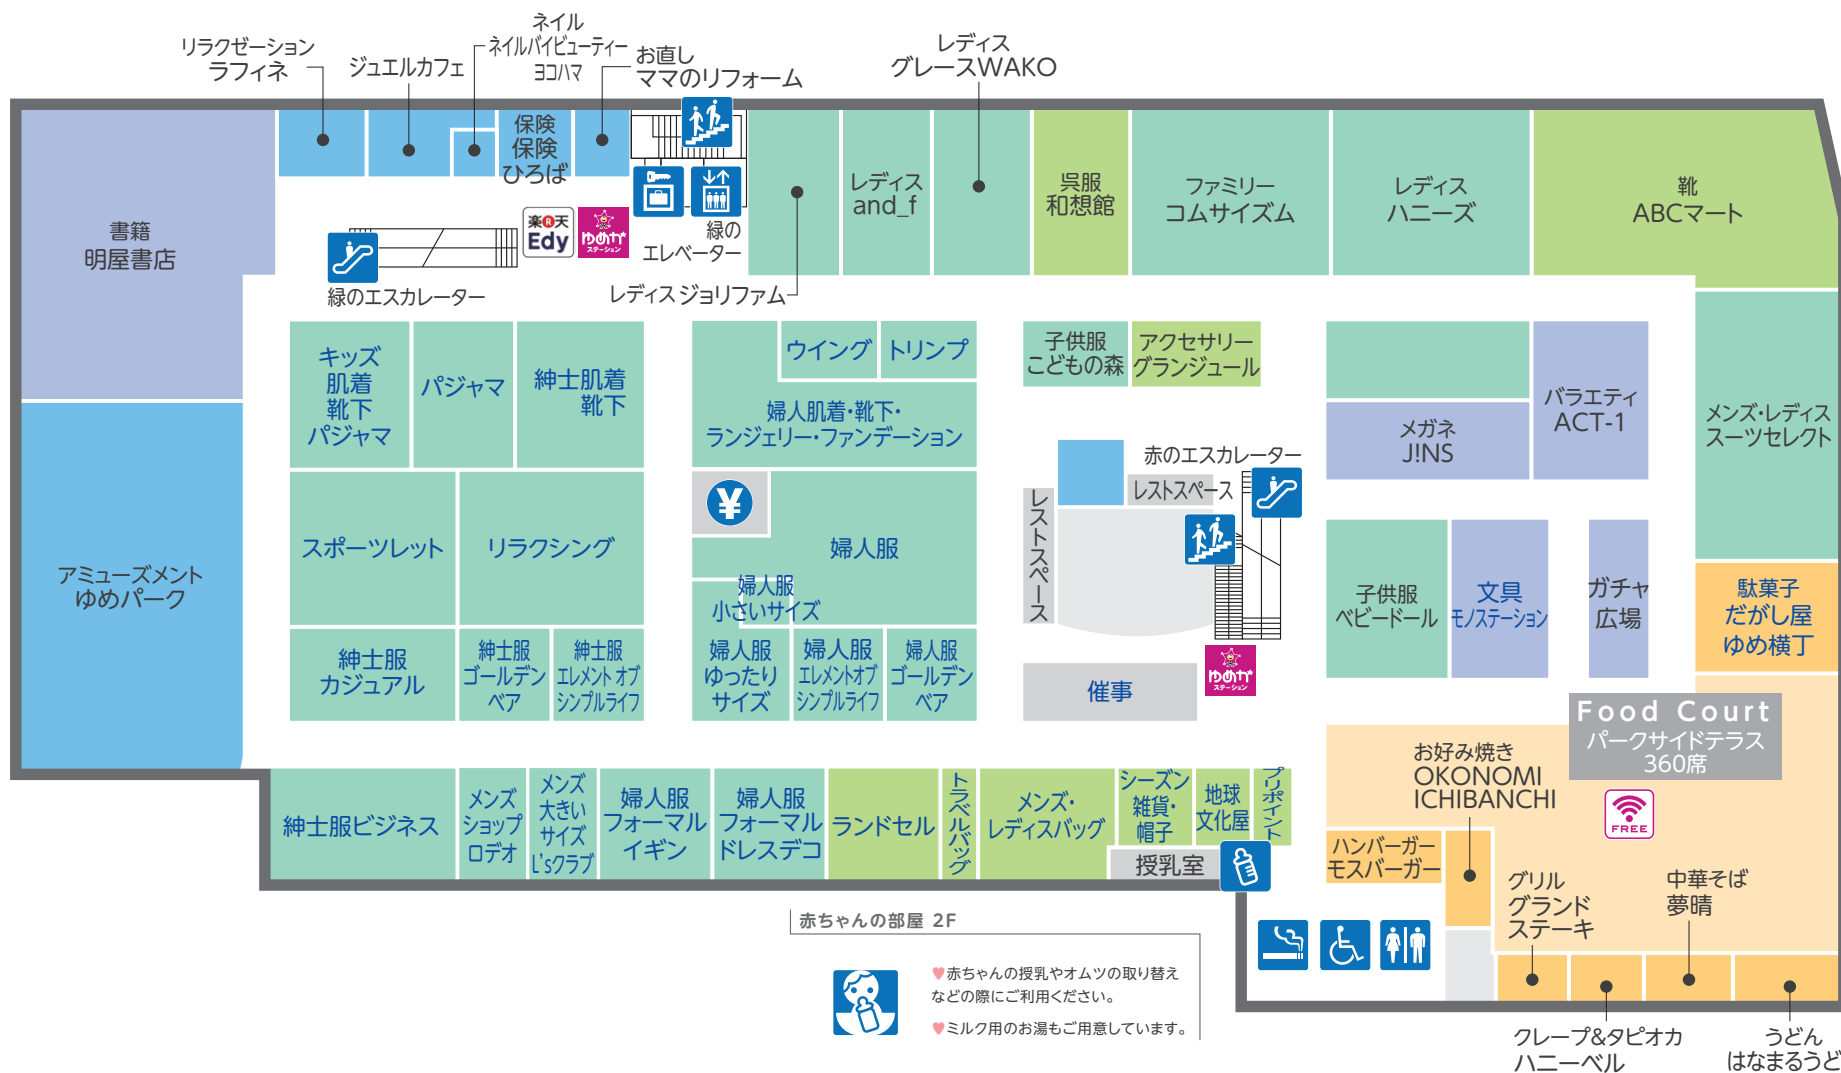 リラクゼーション
ラフィネ
ジュエルカフェ
ネイル
ネイルバイビューティー
ヨコハマ
お直し
ママのリフォーム
レディス
グレースWAKO
書籍
明屋書店
保険
保険
ひろば
楽R天
Edy
ゆめか
ステーション
緑の
エレベーター
緑のエスカレーター
レディス ジョリファム
レディス
and_f
呉服
和想館
ファミリー
コムサイズム
レディス
ハニーズ
靴
ABCマート
キッズ
肌着
靴下
パジャマ
パジャマ
紳士肌着
靴下
ウイング
トリンプ
婦人肌着・靴下・
ランジェリー・ファンデーション
子供服
こどもの森
アクセサリー
グランジュール
メガネ
J!NS
バラエティ
ACT-1
メンズ・レディス
スーツセレクト
アミューズメント
ゆめパーク
スポーツレット
リラクシング
¥
婦人服
婦人服
小さいサイズ
赤のエスカレーター
レストスペース
レストスペース
子供服
ベビードール
文具
モノステーション
ガチャ
広場
駄菓子
だがし屋
ゆめ横丁
紳士服
カジュアル
紳士服
ゴールデン
ベア
紳士服
エレメント オブ
シンプルライフ
婦人服
ゆったり
サイズ
婦人服
エレメントオブ
シンプルライフ
婦人服
ゴールデン
ベア
催事
ゆめか
ステーション
Food Court
パークサイドテラス
360席
FREE
お好み焼き
OKONOMI
ICHIBANCHI
紳士服ビジネス
メンズ
ショップ
ロデオ
メンズ
大きい
サイズ
L'sクラブ
婦人服
フォーマル
イギン
婦人服
フォーマル
ドレスデコ
ランドセル
トラベルバッグ
メンズ・
レディスバッグ
シーズン
雑貨・
帽子
地球
文化屋
プリポイント
授乳室
ハンバーガー
モスバーガー
グリル
グランド
ステーキ
中華そば
夢晴
クレープ&タピオカ
ハニーベル
うどん
はなまるうど
赤ちゃんの部屋 2F
♥赤ちゃんの授乳やオムツの取り替え
などの際にご利用ください。
♥ミルク用のお湯もご用意しています。